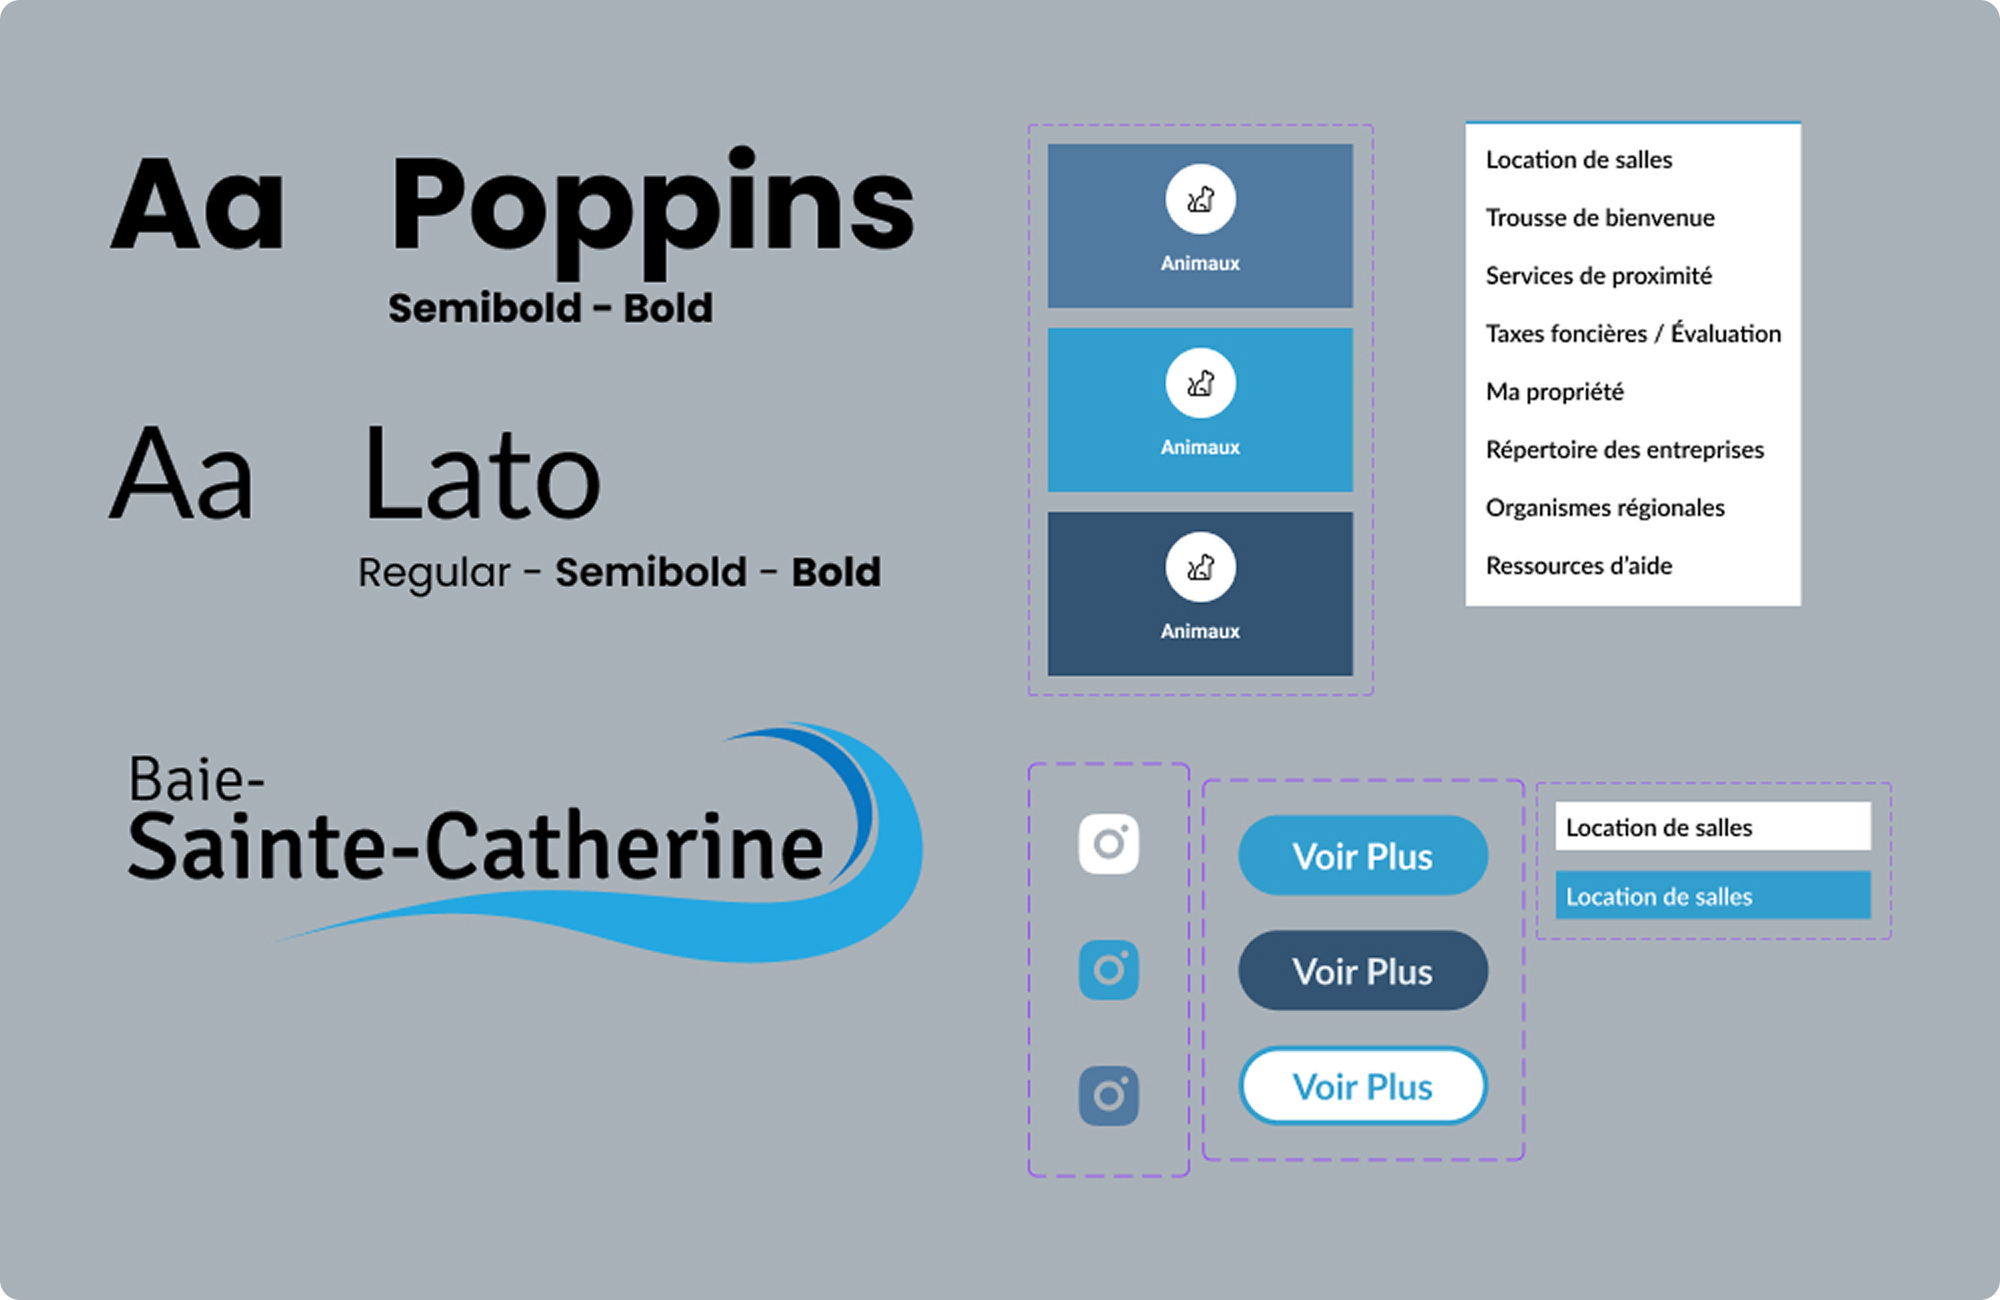 Aa Poppins
Semibold - Bold
Aa Lato
Regular - Semibold - Bold
Baie-
Sainte-Catherine
Animaux
Animaux
Animaux
Location de salles
Trousse de bienvenue
Services de proximité
Taxes foncières / Évaluation
Ma propriété
Répertoire des entreprises
Organismes régionales
Ressources d'aide
Voir Plus
Voir Plus
Voir Plus
Location de salles
Location de salles